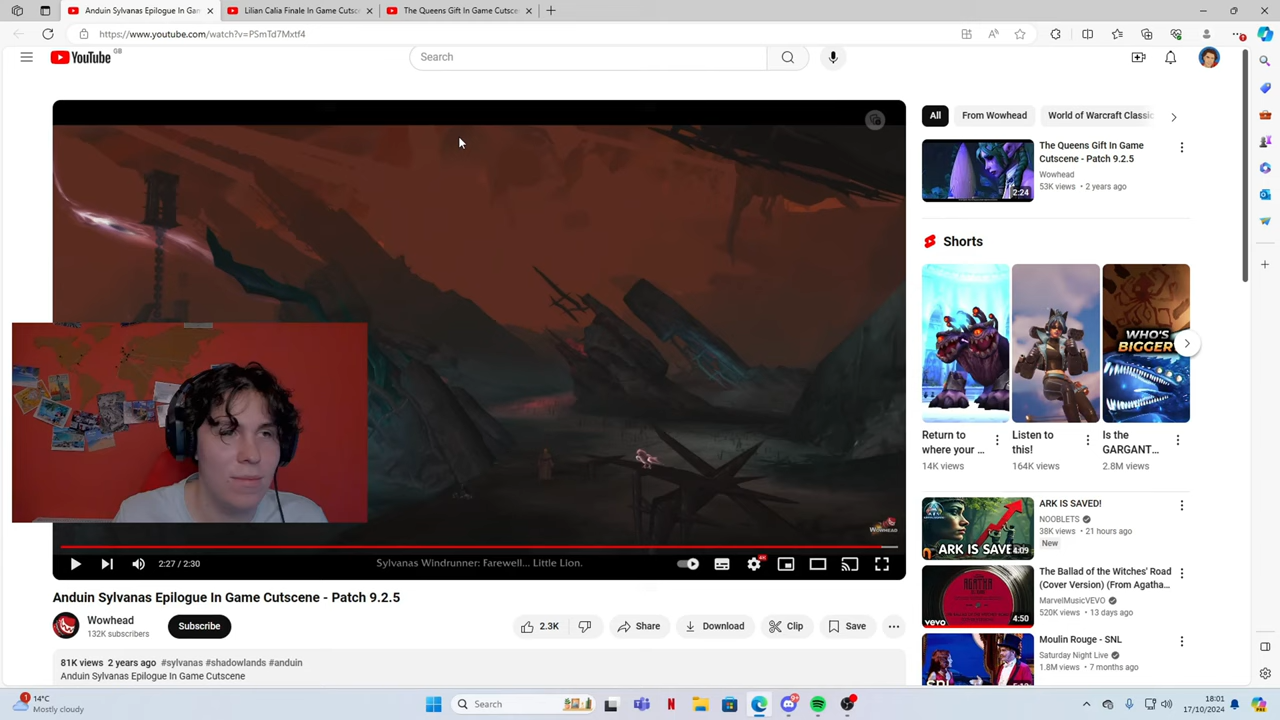 Anduin Sylvanas Epilogue In Gam
Lilian Calia Finale In Game Cutsc
The Queens Gift In Game Cutsce
https://www.youtube.com/watch?v=PSmTd7Mxtf4
YouTube GB
Search
All
From Wowhead
World of Warcraft Classic
The Queens Gift In Game
Cutscene - Patch 9.2.5
Wowhead
53K views • 2 years ago
2:24
Shorts
WHO'S
BIGGER
Return to
where your ...
14K views
Listen to
this!
164K views
Is the
GARGANT...
2.8M views
ARK IS SAVED!
4:09
ARK IS SAVED!
NOOBLETS
38K views • 21 hours ago
New
The Ballad of the Witches' Road
(Cover Version) (From Agatha...
MarvelMusicVEVO
520K views • 13 days ago
vevo
4:50
Moulin Rouge - SNL
Saturday Night Live
1.8M views • 7 months ago
WOWHEAD
2:27 / 2:30
Sylvanas Windrunner: Farewell... Little Lion.
Anduin Sylvanas Epilogue In Game Cutscene - Patch 9.2.5
Wowhead
132K subscribers
Subscribe
2.3K
Share
Download
Clip
Save
81K views 2 years ago #sylvanas #shadowlands #anduin
Anduin Sylvanas Epilogue In Game Cutscene
14°C
Mostly cloudy
Search
18:01
17/10/2024